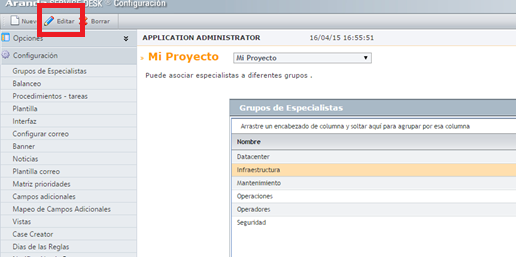 Aranda SERVICE DESK > Configuración
Nuevo Editar Borrar
Opciones
Configuración
Grupos de Especialistas
Balanceo
Procedimientos - tareas
Plantilla
Interfaz
Configurar correo
Banner
Noticias
Plantilla correo
Matriz prioridades
Campos adicionales
Mapeo de Campos Adicionales
Vistas
Case Creator
Dias de las Reglas
APPLICATION ADMINISTRATOR 16/04/15 16:55:51
Mi Proyecto Mi Proyecto
Puede asociar especialistas a diferentes grupos .
Grupos de Especialistas
Arrastre un encabezado de columna y soltar aquí para agrupar por esa columna
Nombre
Datacenter
Infraestructura
Mantenimiento
Operaciones
Operadores
Seguridad